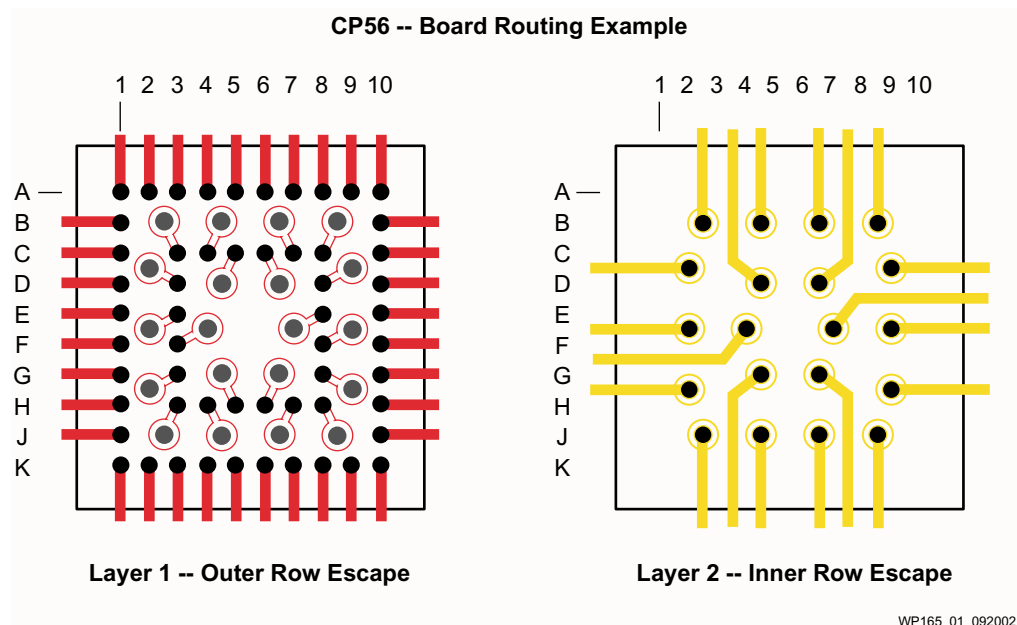 CP56 -- Board Routing Example
1 2 3 4 5 6 7 8 9 10
1 2 3 4 5 6 7 8 9 10
A
B
C
D
E
F
G
H
J
K
A
B
C
D
E
F
G
H
J
K
Layer 1 -- Outer Row Escape
Layer 2 -- Inner Row Escape
WP165_01_092002